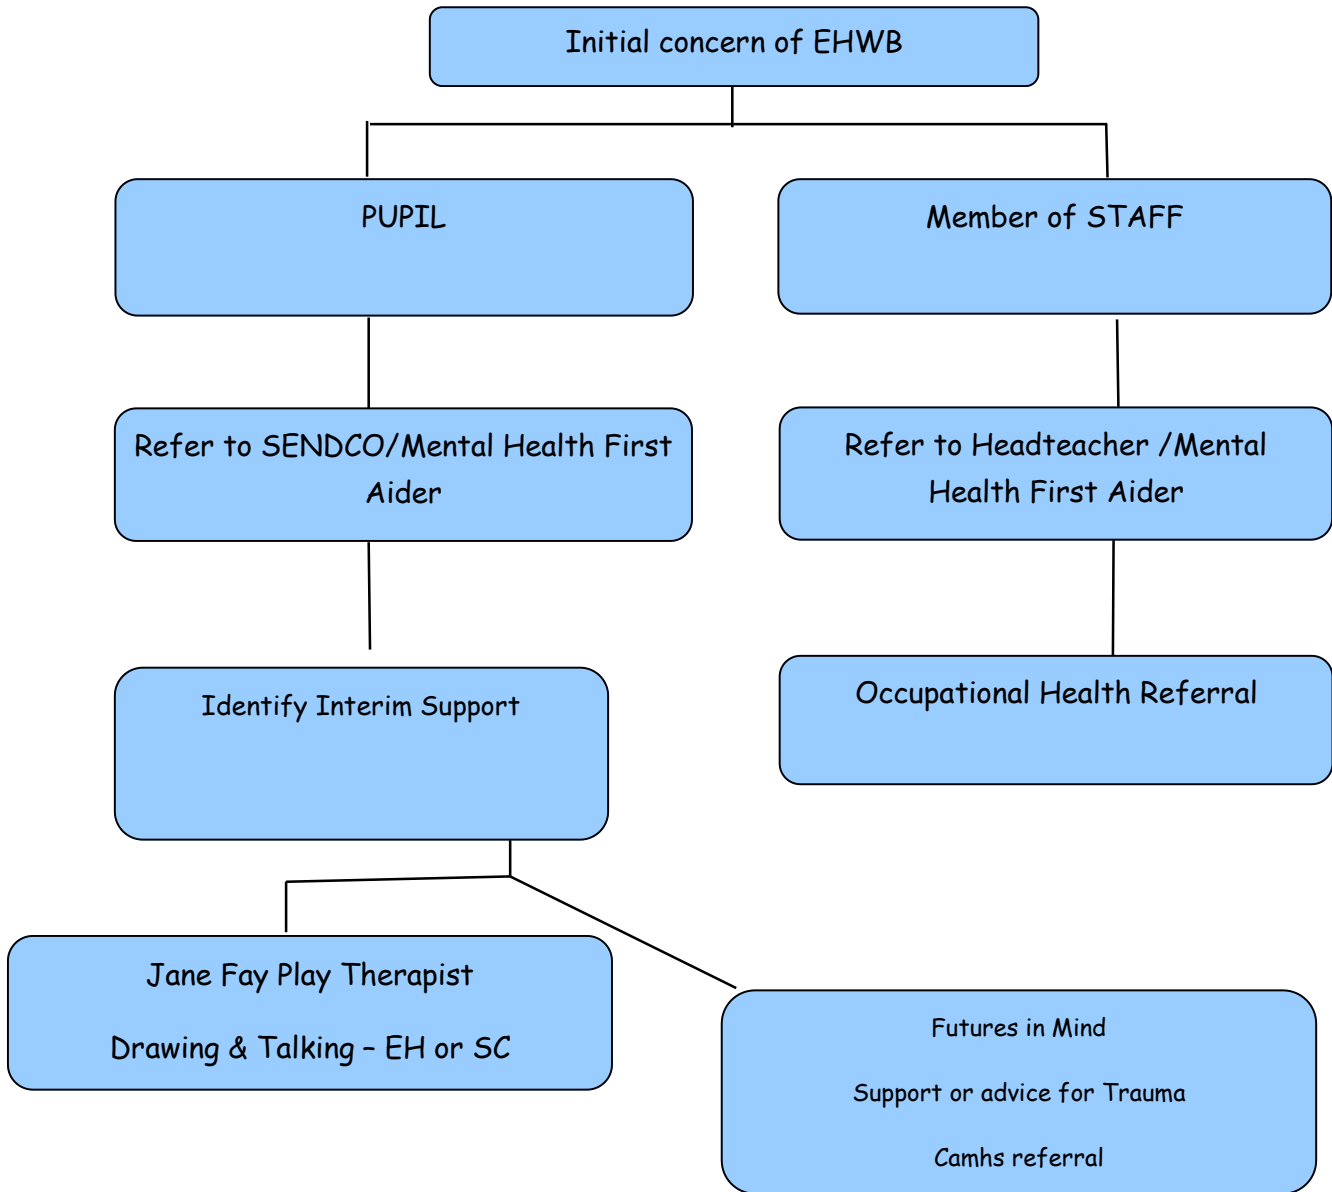 Initial concern of EHWB
PUPIL
Member of STAFF
Refer to SENDCO/Mental Health First
Aider
Refer to Headteacher /Mental
Health First Aider
Identify Interim Support
Occupational Health Referral
Jane Fay Play Therapist
Drawing & Talking – EH or SC
Futures in Mind
Support or advice for Trauma
Camhs referral